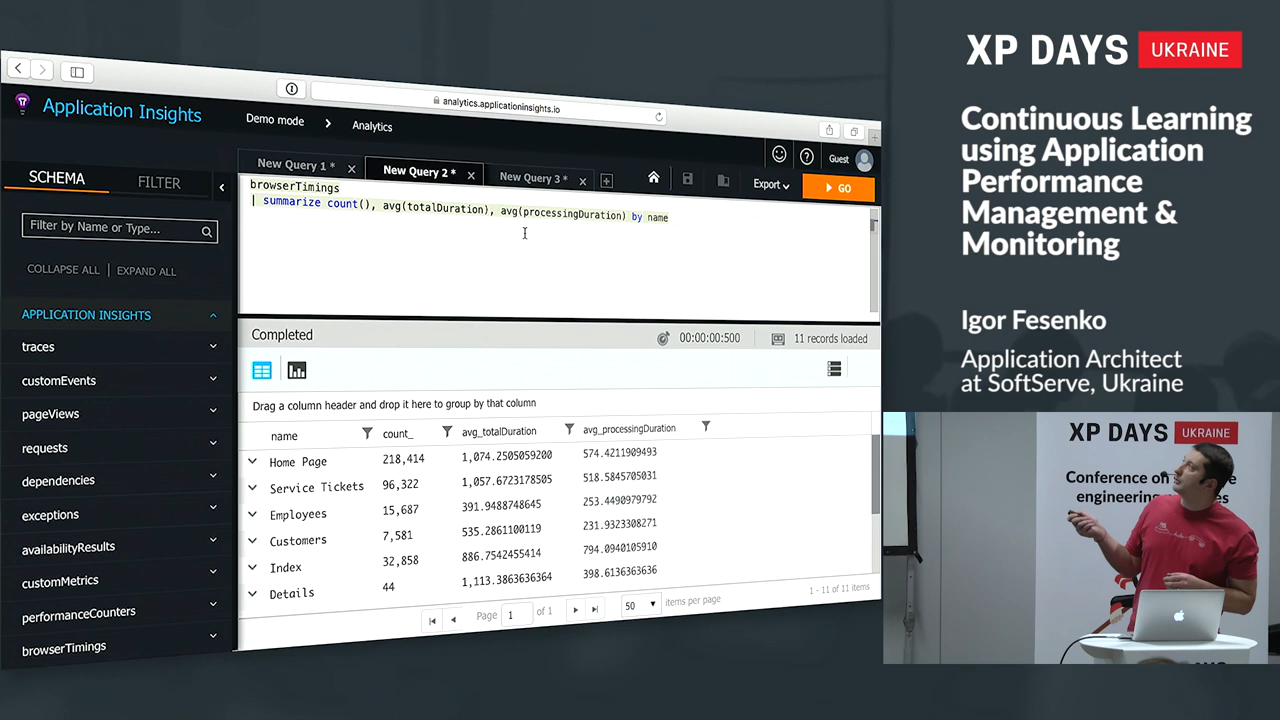 XP DAYS UKRAINE
Continuous Learning
using Application
Performance
Management &
Monitoring
Igor Fesenko
Application Architect
at SoftServe, Ukraine
analytics.applicationinsights.io
Application Insights
Demo mode > Analytics
Guest
SCHEMA FILTER
New Query 1 * × New Query 2 * × New Query 3 * ×
Export GO
Filter by Name or Type...
COLLAPSE ALL | EXPAND ALL
APPLICATION INSIGHTS
traces
customEvents
pageViews
requests
dependencies
exceptions
availabilityResults
customMetrics
performanceCounters
browserTimings
browserTimings
| summarize count(), avg(totalDuration), avg(processingDuration) by name
Completed 00:00:00:500 11 records loaded
Drag a column header and drop it here to group by that column
name count_ avg_totalDuration avg_processingDuration
Home Page 218,414 1,074.2505059200 574.4211909493
Service Tickets 96,322 1,057.6723178505 518.5845705031
Employees 15,687 391.9488748645 253.4490979792
Customers 7,581 535.2861100119 231.9323308271
Index 32,858 886.7542455414 794.0940105910
Details 44 1,113.3863636364 398.6136363636
Page 1 of 1 50 items per page 1 - 11 of 11 items
XP DAYS UKRAINE
Conference on
engineering